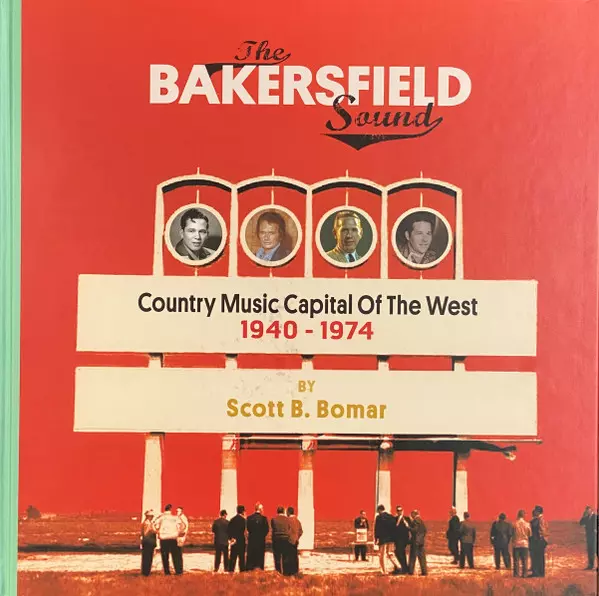 The
BAKERSFIELD
Sound
Country Music Capital Of The West
1940 - 1974
BY
Scott B. Bomar